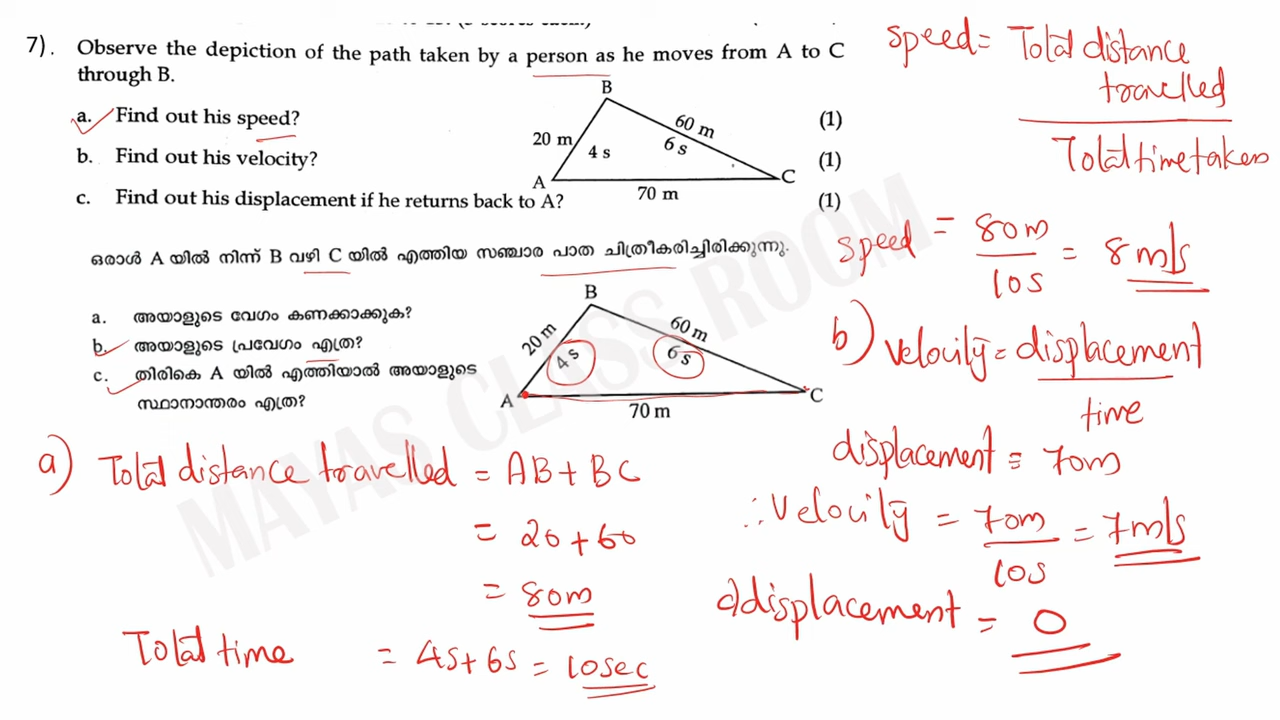 7). Observe the depiction of the path taken by a person as he moves from A to C
through B.
a. Find out his speed? (1)
b. Find out his velocity? (1)
c. Find out his displacement if he returns back to A? (1)
B
20 m
60 m
4 s
6 s
A
C
70 m
ഒരാൾ A യിൽ നിന്ന് B വഴി C യിൽ എത്തിയ സഞ്ചാര പാത ചിത്രീകരിച്ചിരിക്കുന്നു.
a. അയാളുടെ വേഗം കണക്കാക്കുക?
b. അയാളുടെ പ്രവേഗം എത്ര?
c. തിരികെ A യിൽ എത്തിയാൽ അയാളുടെ
സ്ഥാനാന്തരം എത്ര?
B
20 m
60 m
4 s
6 s
A
C
70 m
a) Total distance travelled = AB + BC
= 20 + 60
= 80m
Total time = 4s + 6s = 10sec
speed = Total distance
travelled
Total time taken
speed = 80m = 8m/s
10s
b) velocity = displacement
time
displacement = 70m
∴ velocity = 70m = 7m/s
10s
c) displacement = 0
MAYAS CLASS ROOM